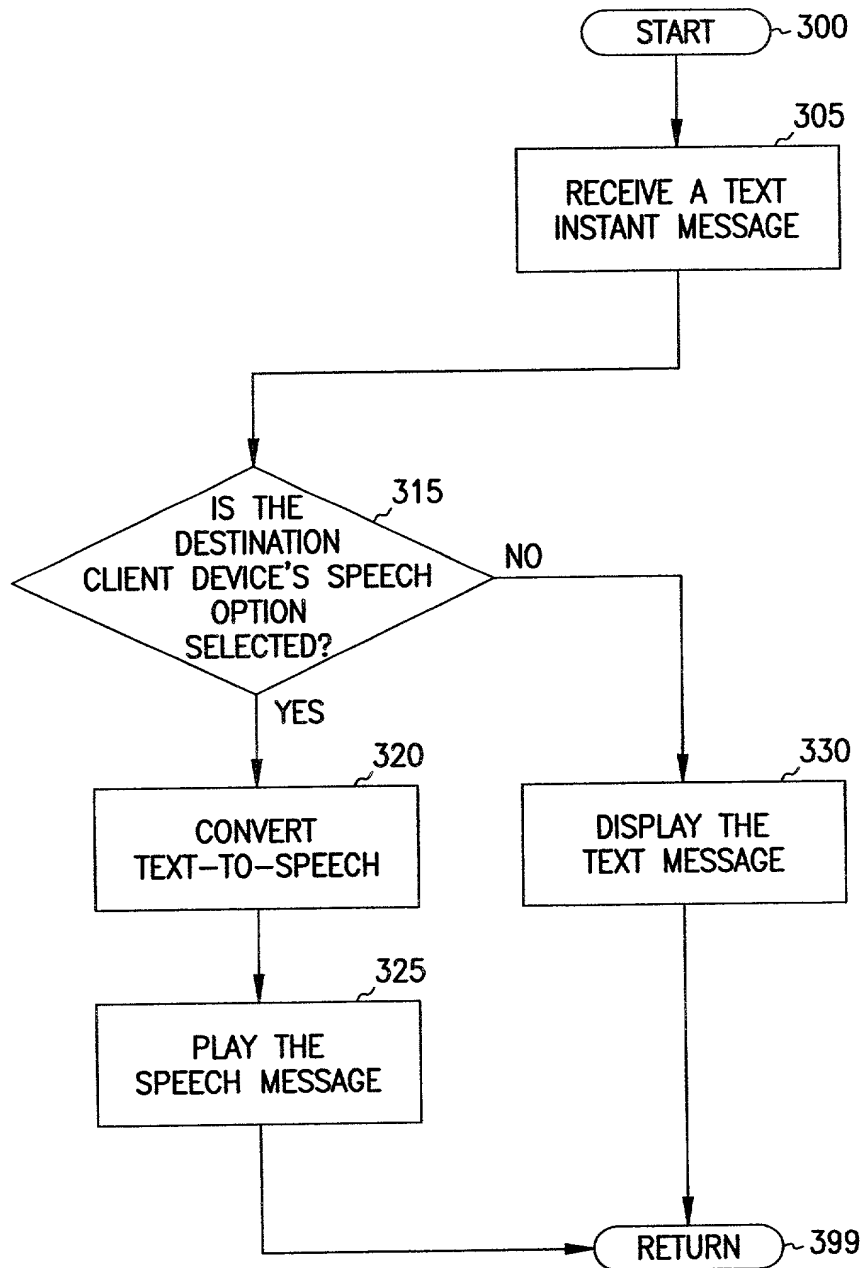 START
300
305
RECEIVE A TEXT
INSTANT MESSAGE
315
IS THE
DESTINATION
CLIENT DEVICE'S SPEECH
OPTION
SELECTED?
NO
YES
320
CONVERT
TEXT-TO-SPEECH
330
DISPLAY THE
TEXT MESSAGE
325
PLAY THE
SPEECH MESSAGE
RETURN
399